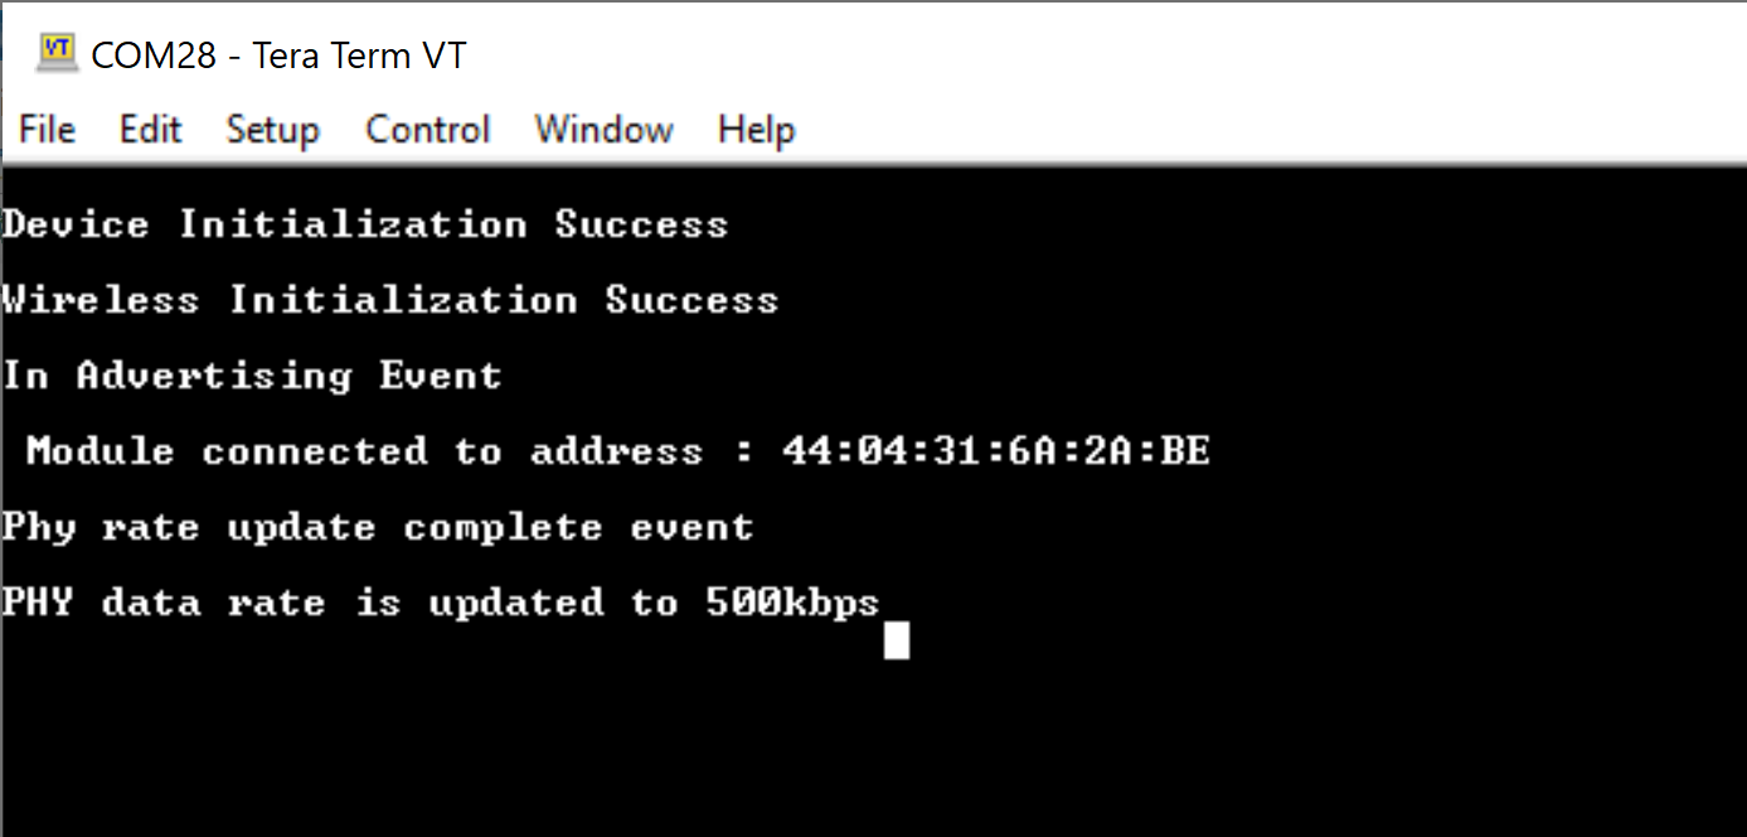 VT COM28 - Tera Term VT
File Edit Setup Control Window Help
Device Initialization Success
Wireless Initialization Success
In Advertising Event
Module connected to address : 44:04:31:6A:2A:BE
Phy rate update complete event
PHY data rate is updated to 500kbps